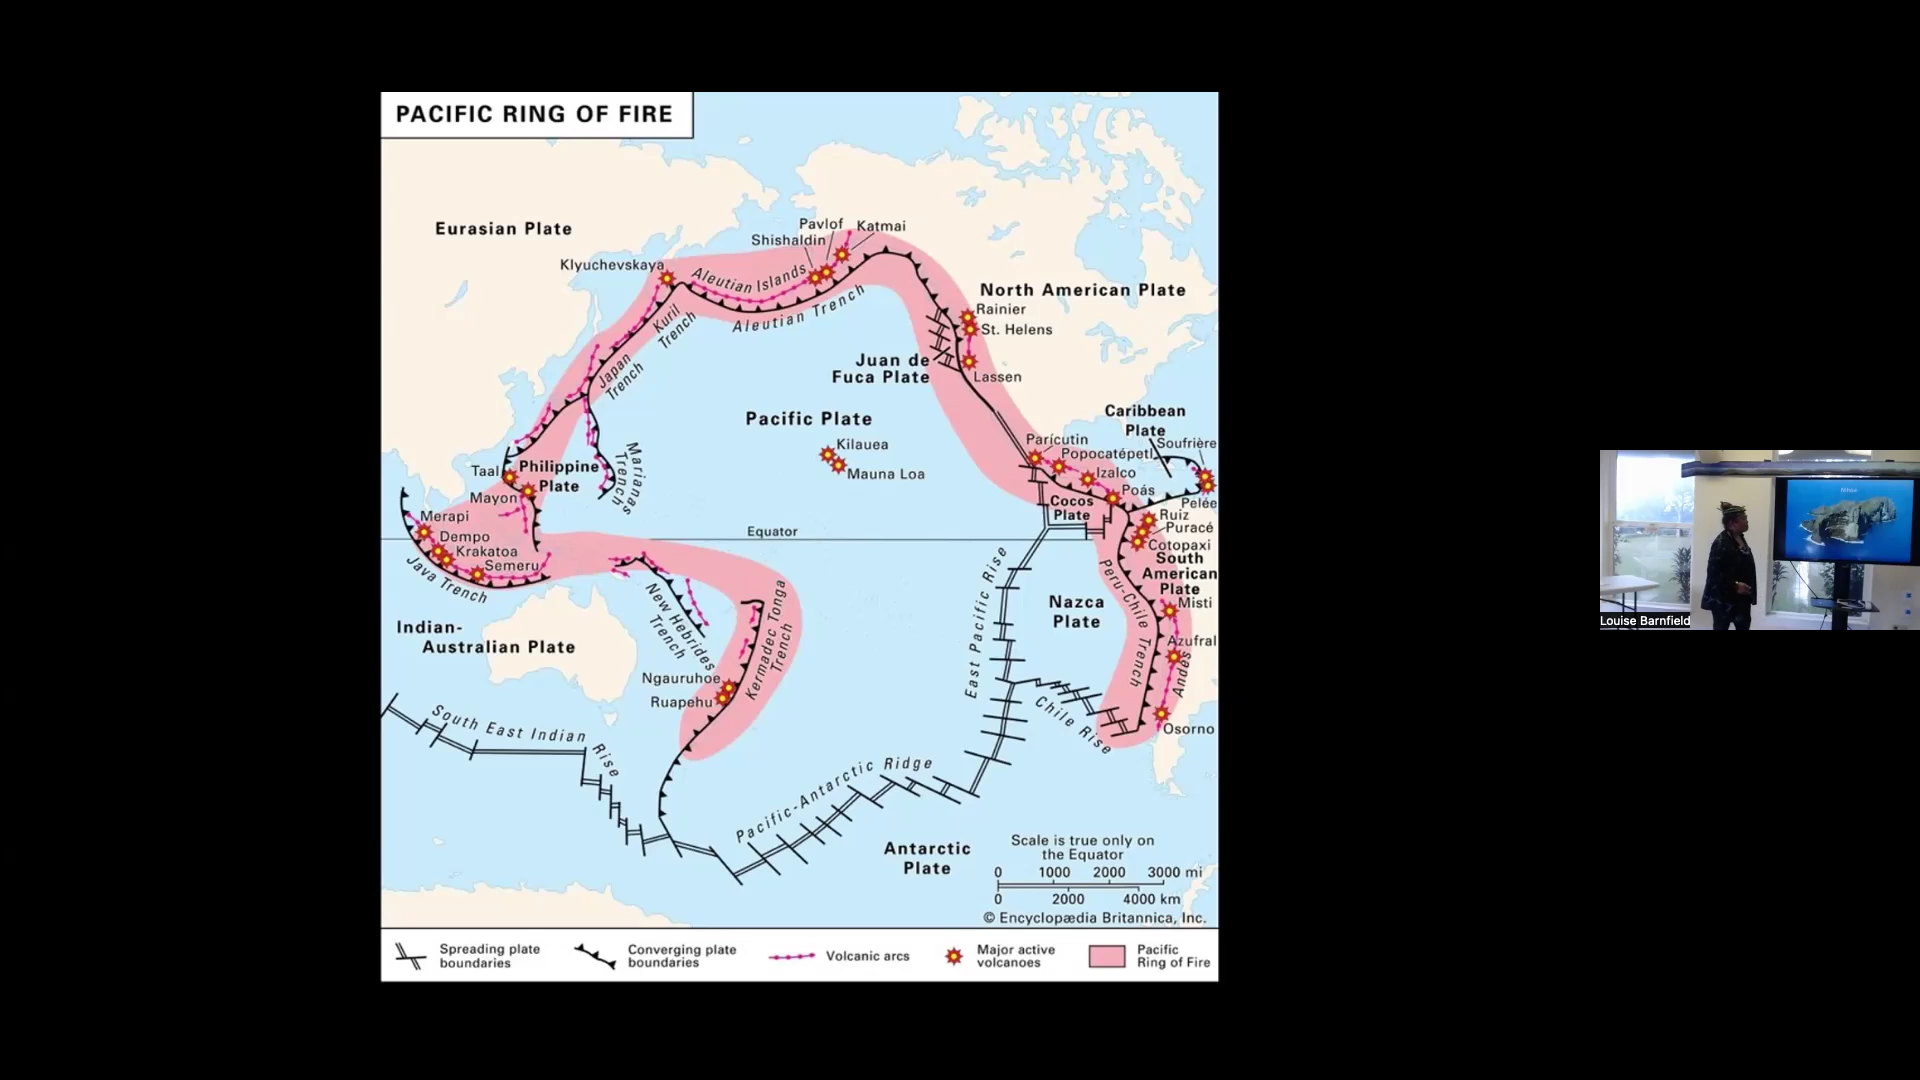 PACIFIC RING OF FIRE
Eurasian Plate
Klyuchevskaya
Aleutian Islands
Shishaldin
Pavlof
Katmai
Aleutian Trench
Kuril
Trench
Japan
Trench
North American Plate
Rainier
St. Helens
Lassen
Juan de
Fuca Plate
Pacific Plate
Kilauea
Mauna Loa
Caribbean
Plate
Soufrière
Pelée
Parícutin
Popocatépetl
Izalco
Poás
Cocos
Plate
Taal
Philippine
Plate
Mayon
Marianas
Trench
Merapi
Dempo
Krakatoa
Semeru
Java Trench
Equator
Ruiz
Puracé
Cotopaxi
South
American
Plate
Misti
Azufral
Andes
Osorno
Peru-Chile Trench
Nazca
Plate
East Pacific Rise
Chile Rise
Indian-
Australian Plate
New Hebrides
Trench
Kermadec Tonga
Trench
Ngauruhoe
Ruapehu
South East Indian Rise
Pacific-Antarctic Ridge
Antarctic
Plate
Scale is true only on
the Equator
0 1000 2000 3000 mi
0 2000 4000 km
© Encyclopædia Britannica, Inc.
Spreading plate
boundaries
Converging plate
boundaries
Volcanic arcs
Major active
volcanoes
Pacific
Ring of Fire
Nihoa
Louise Barnfield